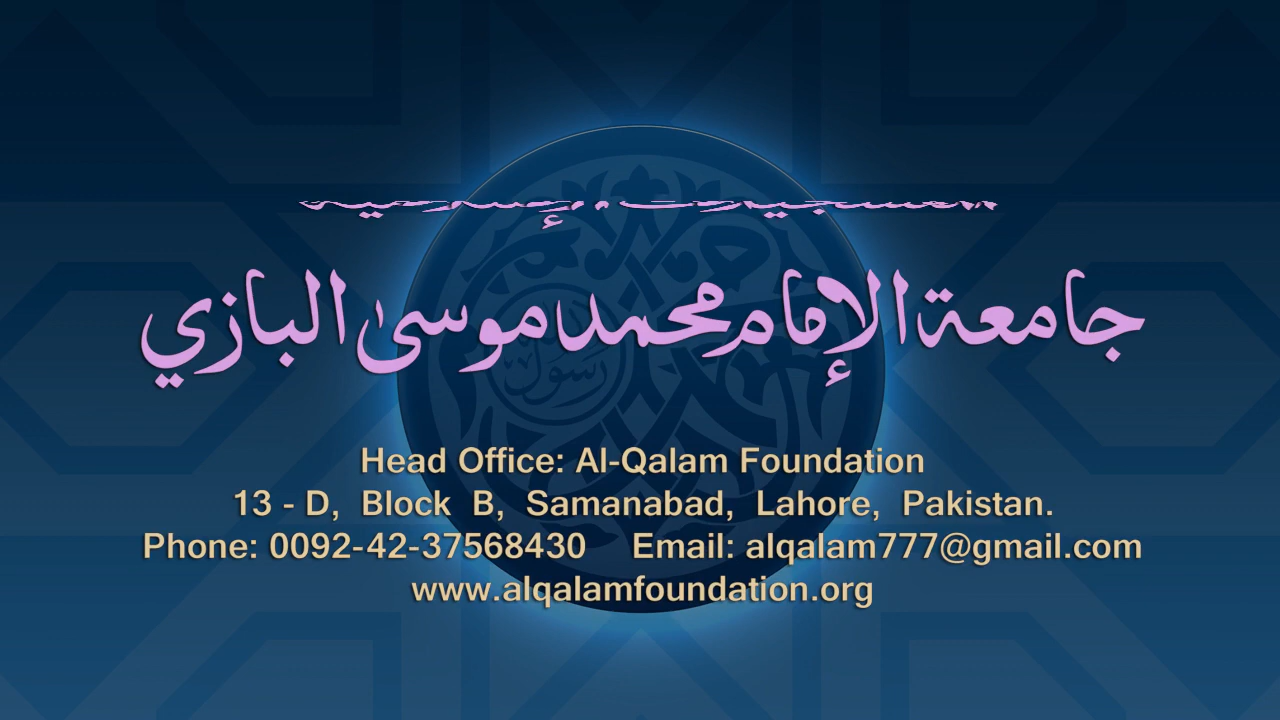 جامعة الإمام محمد موسىٰ البازي
Head Office: Al-Qalam Foundation
13 - D, Block B, Samanabad, Lahore, Pakistan.
Phone: 0092-42-37568430 Email: alqalam777@gmail.com
www.alqalamfoundation.org